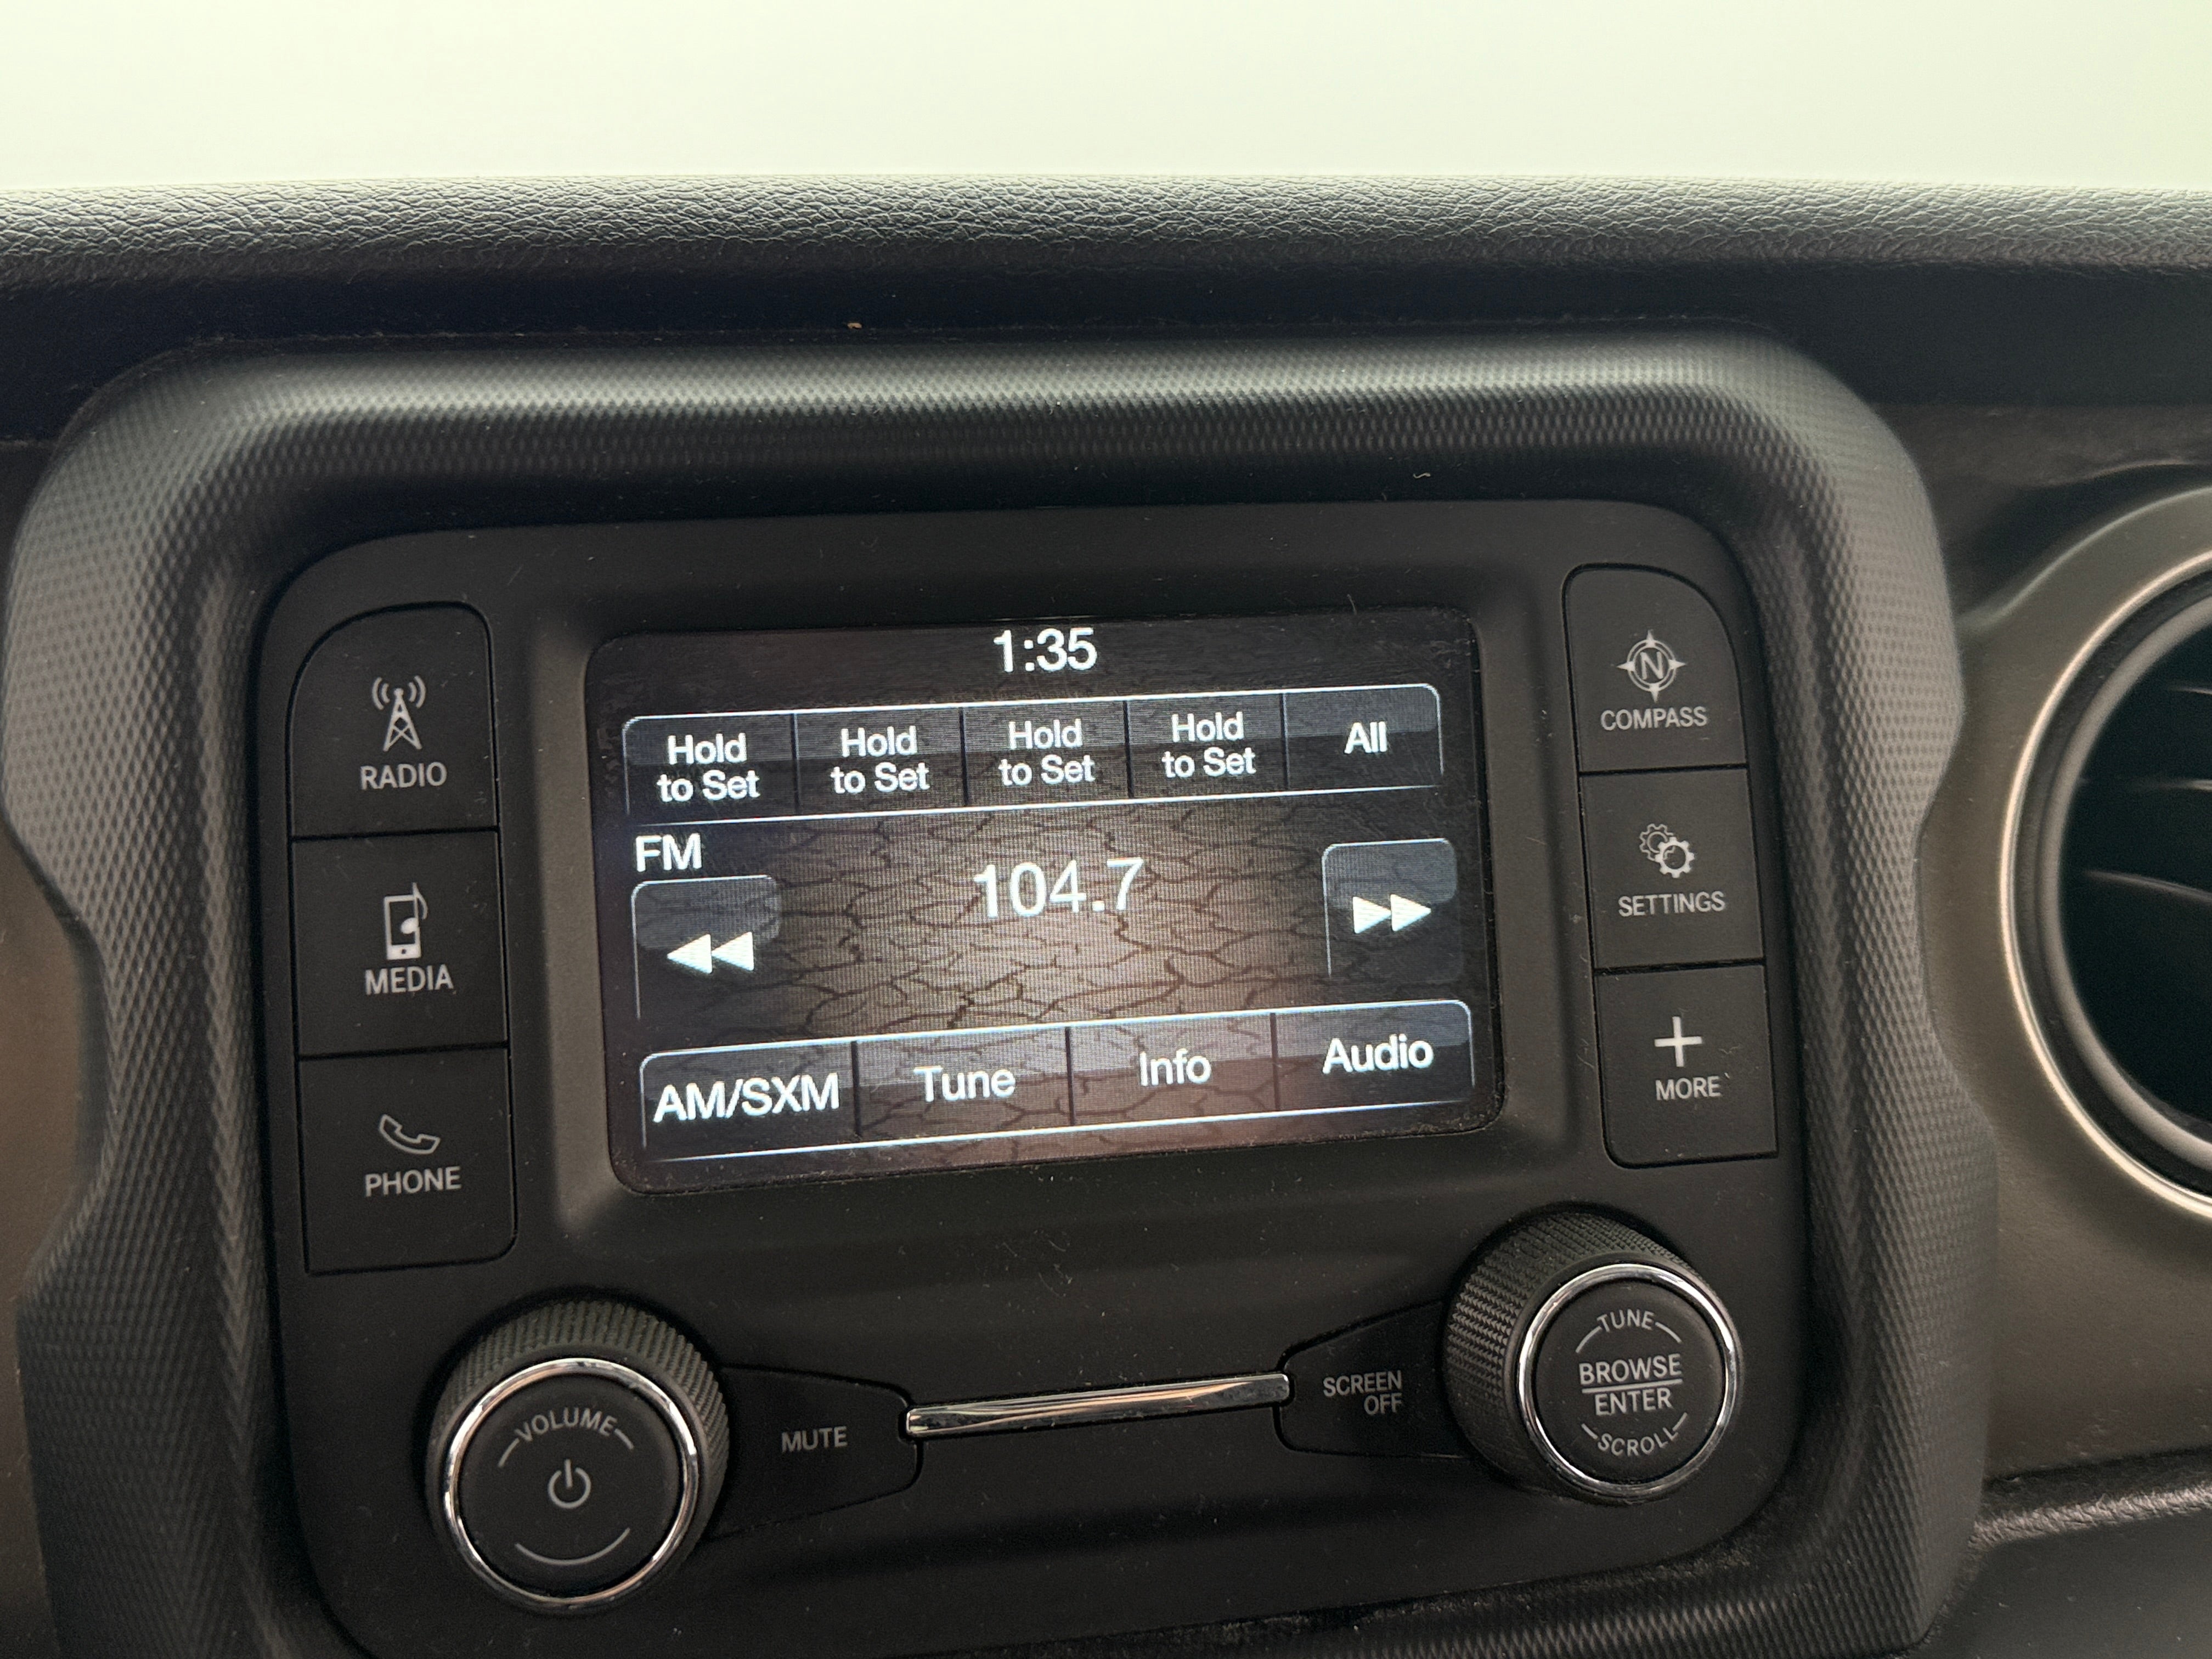 1:35
Hold to Set
Hold to Set
Hold to Set
Hold to Set
All
FM
104.7
AM/SXM
Tune
Info
Audio
RADIO
MEDIA
PHONE
N
COMPASS
SETTINGS
MORE
VOLUME
MUTE
SCREEN
OFF
TUNE
BROWSE
ENTER
SCROLL